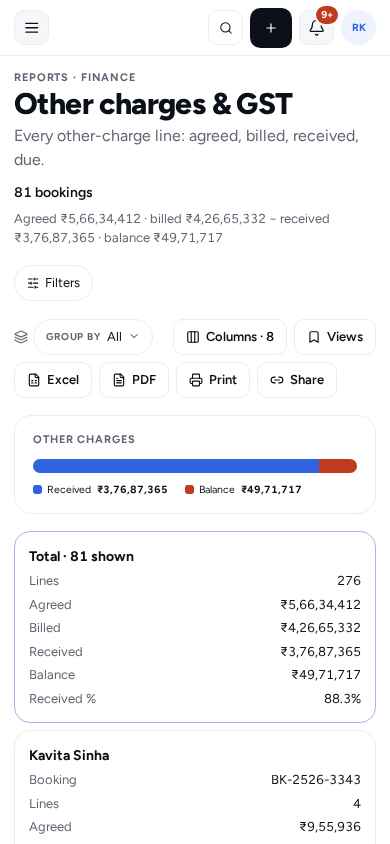 9+
RK
REPORTS · FINANCE
Other charges & GST
Every other-charge line: agreed, billed, received,
due.
81 bookings
Agreed ₹5,66,34,412 · billed ₹4,26,65,332 − received
₹3,76,87,365 · balance ₹49,71,717
Filters
GROUP BY All
Columns · 8
Views
Excel
PDF
Print
Share
OTHER CHARGES
Received ₹3,76,87,365 Balance ₹49,71,717
Total · 81 shown
Lines 276
Agreed ₹5,66,34,412
Billed ₹4,26,65,332
Received ₹3,76,87,365
Balance ₹49,71,717
Received % 88.3%
Kavita Sinha
Booking BK-2526-3343
Lines 4
Agreed ₹9,55,936